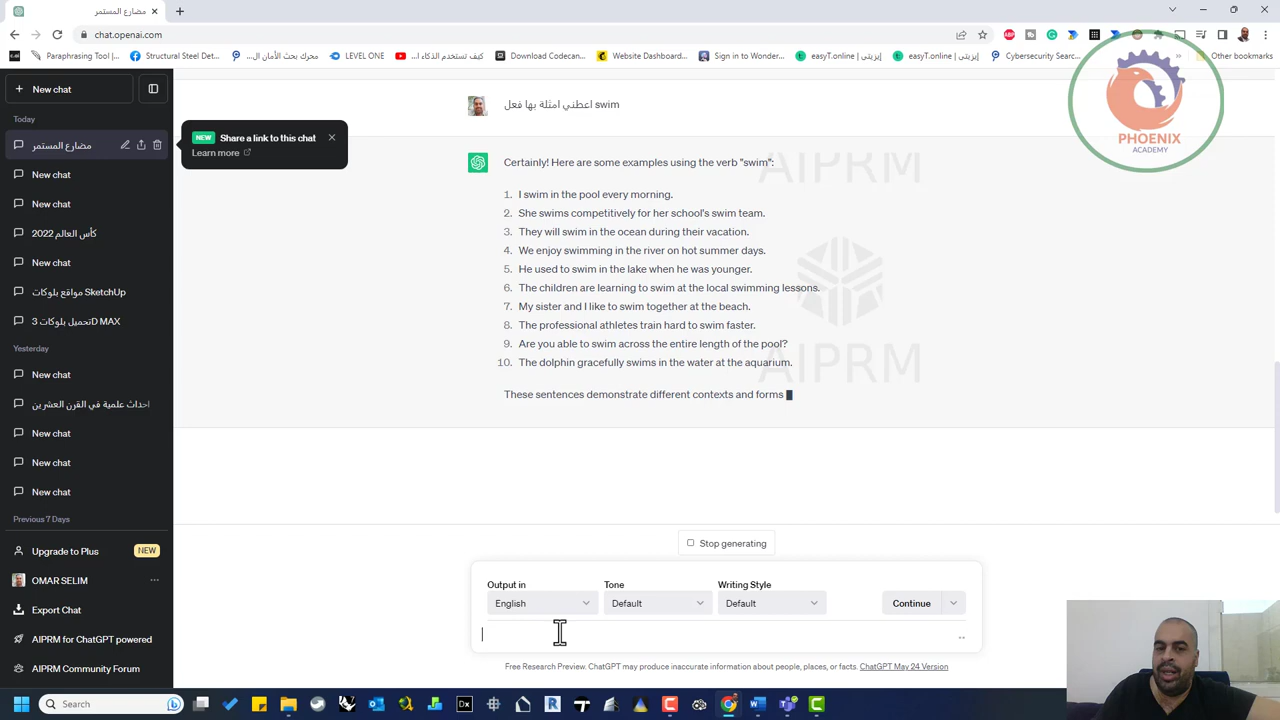 مضارع المستمر
chat.openai.com
Paraphrasing Tool |...
Structural Steel Det...
محرك بحث الأمان ال...
LEVEL ONE
كيف تستخدم الذكاء ا...
Download Codecan...
Website Dashboard...
Sign in to Wonder...
easyT.online | إيزيتي
easyT.online | إيزيتي
Cybersecurity Searc...
Other bookmarks
New chat
Today
مضارع المستمر
NEW Share a link to this chat
Learn more
New chat
New chat
كأس العالم 2022
New chat
مواقع بلوكات SketchUp
تحميل بلوكات 3D MAX
Yesterday
New chat
احداث علمية في القرن العشرين
New chat
New chat
New chat
Previous 7 Days
Upgrade to Plus NEW
OMAR SELIM
Export Chat
AIPRM for ChatGPT powered
AIPRM Community Forum
اعطني امثلة بها فعل swim
Certainly! Here are some examples using the verb "swim":
1. I swim in the pool every morning.
2. She swims competitively for her school's swim team.
3. They will swim in the ocean during their vacation.
4. We enjoy swimming in the river on hot summer days.
5. He used to swim in the lake when he was younger.
6. The children are learning to swim at the local swimming lessons.
7. My sister and I like to swim together at the beach.
8. The professional athletes train hard to swim faster.
9. Are you able to swim across the entire length of the pool?
10. The dolphin gracefully swims in the water at the aquarium.
These sentences demonstrate different contexts and forms
AIPRM
AIPRM
PHOENIX
ACADEMY
Stop generating
Output in
Tone
Writing Style
English
Default
Default
Continue
Free Research Preview. ChatGPT may produce inaccurate information about people, places, or facts. ChatGPT May 24 Version
Search